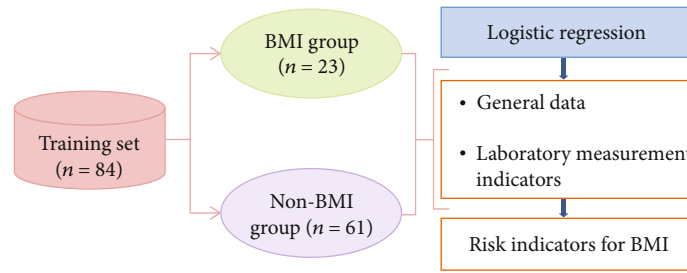 Training set
(n = 84)
BMI group
(n = 23)
Non-BMI
group (n = 61)
Logistic regression
• General data
• Laboratory measurement
indicators
Risk indicators for BMI